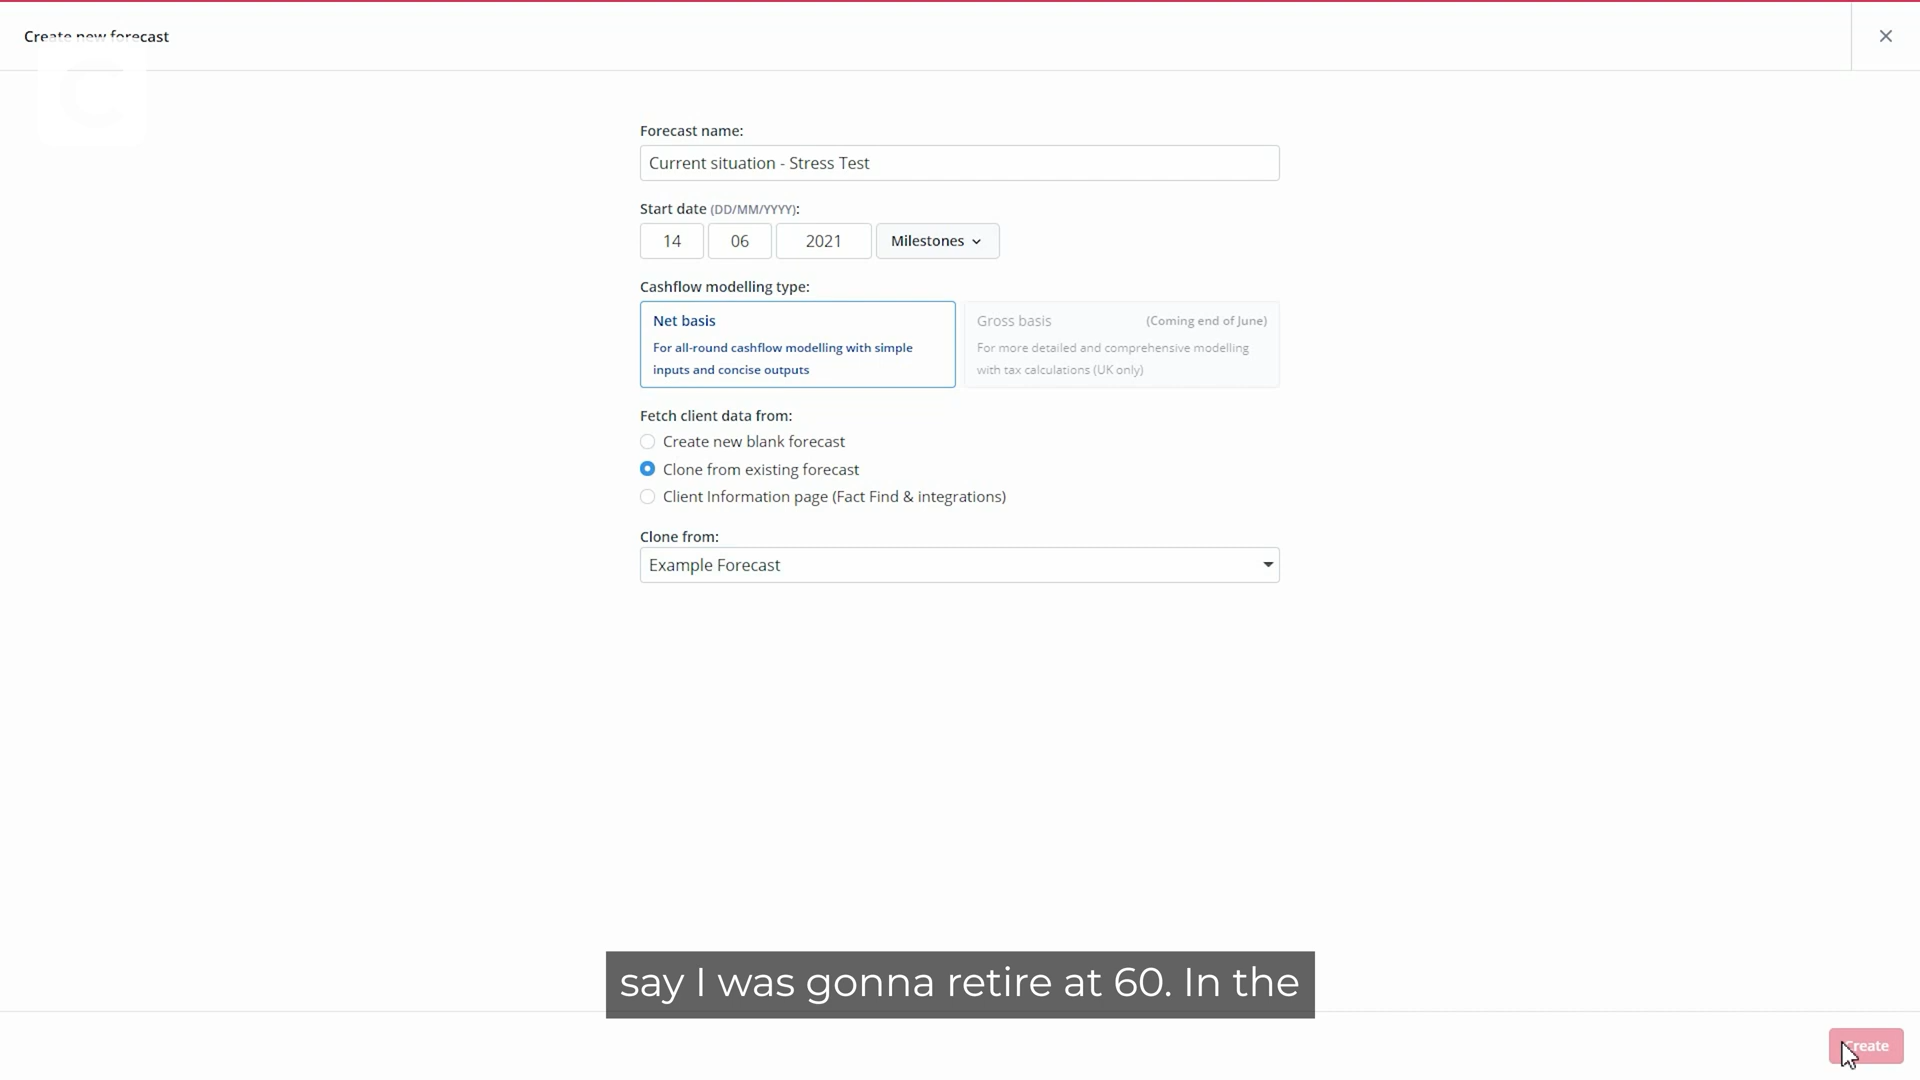 Create new forecast
Forecast name:
Current situation - Stress Test
Start date (DD/MM/YYYY):
14 06 2021 Milestones
Cashflow modelling type:
Net basis
For all-round cashflow modelling with simple
inputs and concise outputs
Gross basis (Coming end of June)
For more detailed and comprehensive modelling
with tax calculations (UK only)
Fetch client data from:
Create new blank forecast
Clone from existing forecast
Client Information page (Fact Find & integrations)
Clone from:
Example Forecast
say I was gonna retire at 60. In the
Create